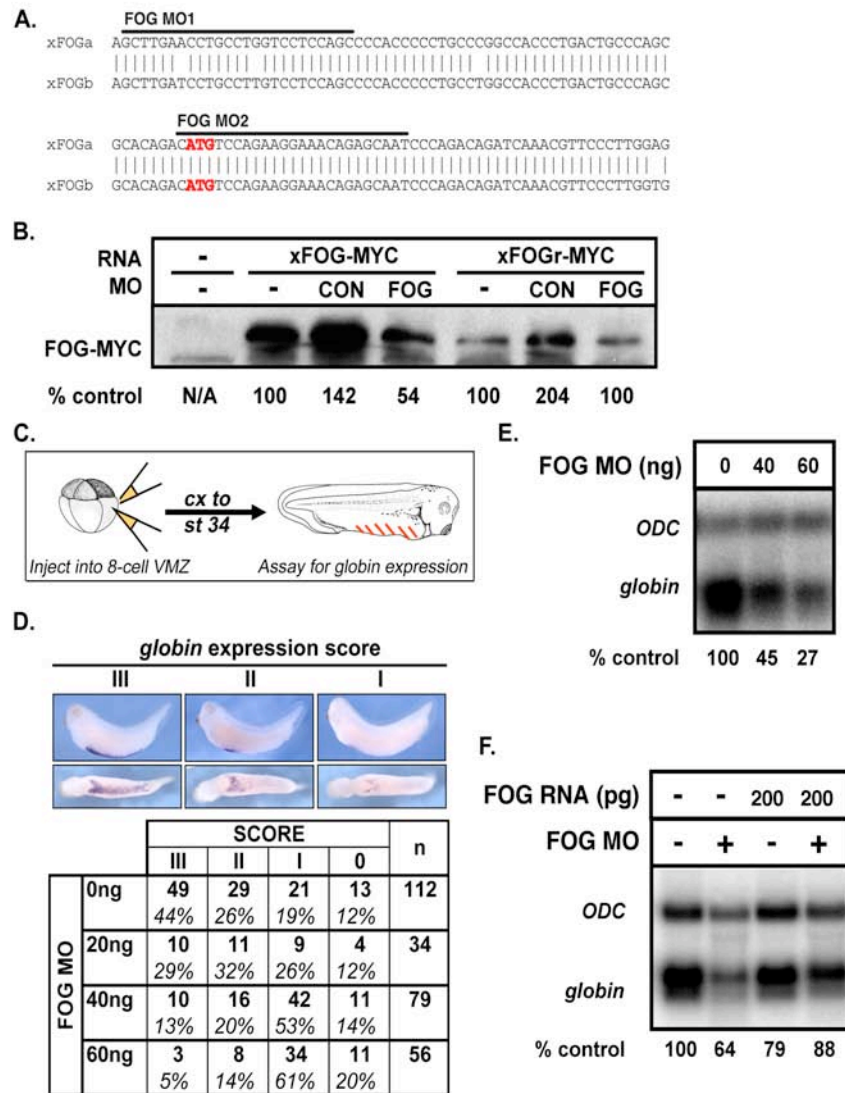 A.
FOG MO1
xFOGa AGCTTGAACCTGCCTGGTCCTCCAGCCCCACCCCCTGCCCGGCCACCCTGACTGCCCAGC
xFOGb AGCTTGATCCTGCCTTGTCCTCCAGCCCCACCCCCTGCCTGGCCACCCTGACTGCCCAGC
FOG MO2
xFOGa GCACAGACATGTCCAGAAGGAAACAGAGCAATCCCAGACAGATCAAACGTTCCCTTGGAG
xFOGb GCACAGACATGTCCAGAAGGAAACAGAGCAATCCCAGACAGATCAAACGTTCCCTTGGTG
B.
RNA - xFOG-MYC xFOGr-MYC
MO - - CON FOG - CON FOG
FOG-MYC
% control N/A 100 142 54 100 204 100
C.
cx to
st 34
Inject into 8-cell VMZ Assay for globin expression
D.
globin expression score
III II I
SCORE n
III II I 0
FOG MO
0ng 49 29 21 13 112
44% 26% 19% 12%
20ng 10 11 9 4 34
29% 32% 26% 12%
40ng 10 16 42 11 79
13% 20% 53% 14%
60ng 3 8 34 11 56
5% 14% 61% 20%
E.
FOG MO (ng) 0 40 60
ODC
globin
% control 100 45 27
F.
FOG RNA (pg) - - 200 200
FOG MO - + - +
ODC
globin
% control 100 64 79 88